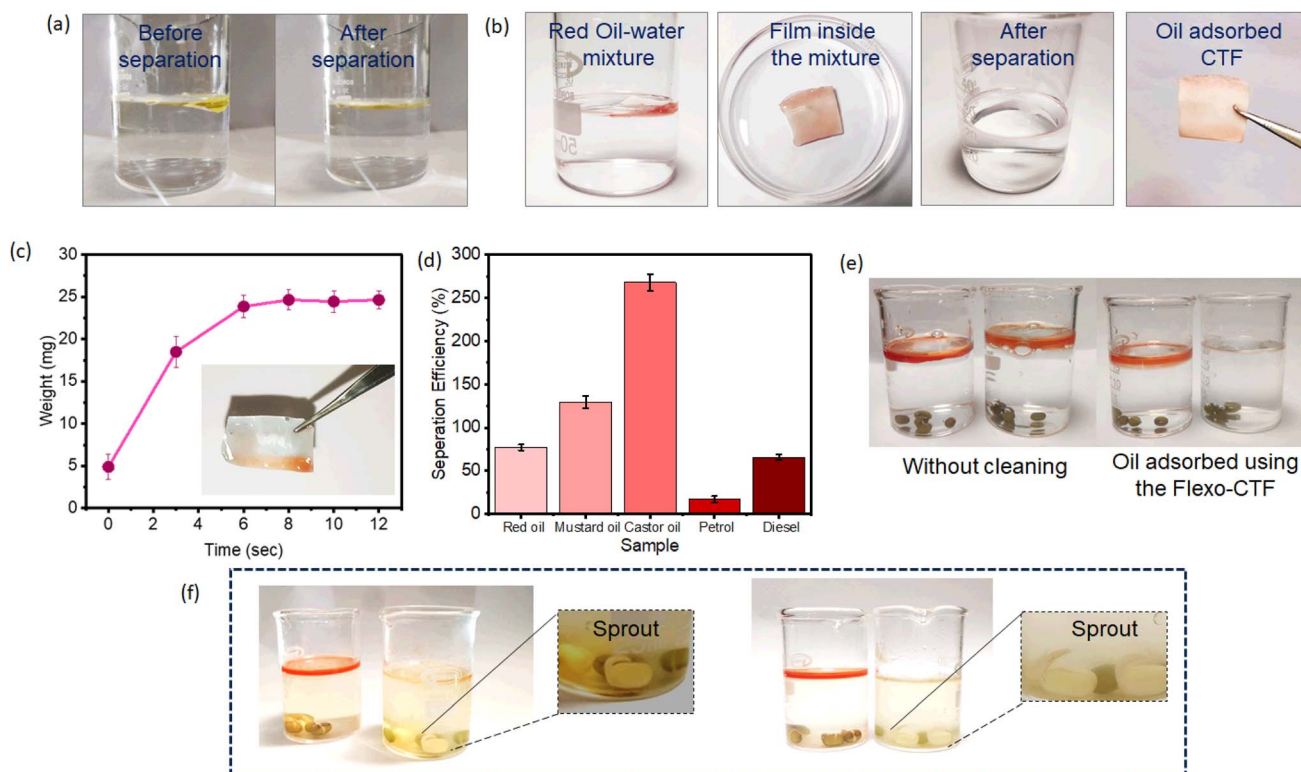 (a)
Before
separation
After
separation
(b)
Red Oil-water
mixture
Film inside
the mixture
After
separation
Oil adsorbed
CTF
50
(c)
30
25
20
15
10
5
0
Weight (mg)
0 2 4 6 8 10 12
Time (sec)
(d)
300
250
200
150
100
50
0
Seperation Efficiency (%)
Red oil Mustard oil Castor oil Petrol Diesel
Sample
(e)
Without cleaning
Oil adsorbed using
the Flexo-CTF
(f)
Sprout
Sprout